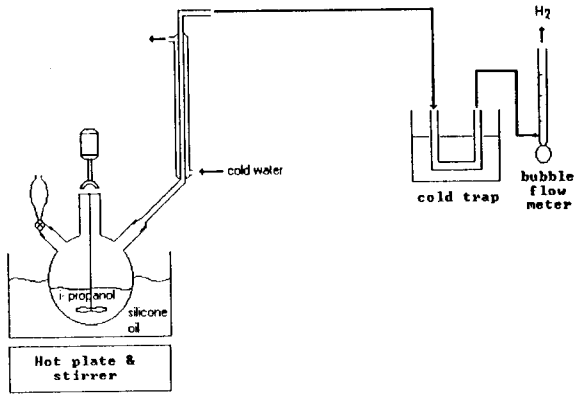 H2
cold water
cold trap
bubble
flow
meter
i- propanol
silicone
oil
Hot plate &
stirrer